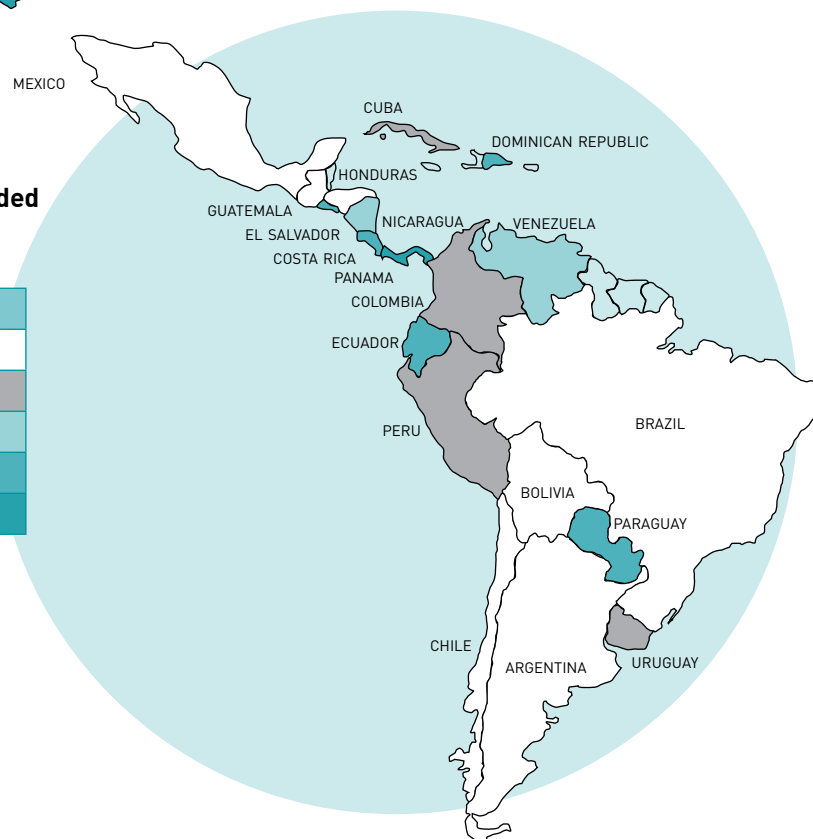 MEXICO
CUBA
DOMINICAN REPUBLIC
HONDURAS
ded
GUATEMALA
NICARAGUA
VENEZUELA
EL SALVADOR
COSTA RICA
PANAMA
COLOMBIA
ECUADOR
BRAZIL
PERU
BOLIVIA
PARAGUAY
CHILE
URUGUAY
ARGENTINA